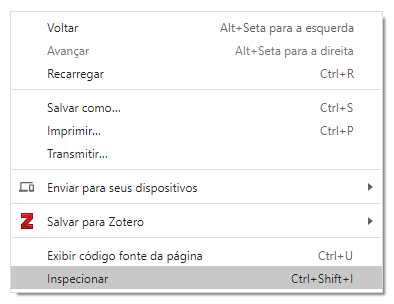 Voltar Alt+Seta para a esquerda
Avançar Alt+Seta para a direita
Recarregar Ctrl+R
Salvar como... Ctrl+S
Imprimir... Ctrl+P
Transmitir...
Enviar para seus dispositivos
Z Salvar para Zotero
Exibir código fonte da página Ctrl+U
Inspecionar Ctrl+Shift+I